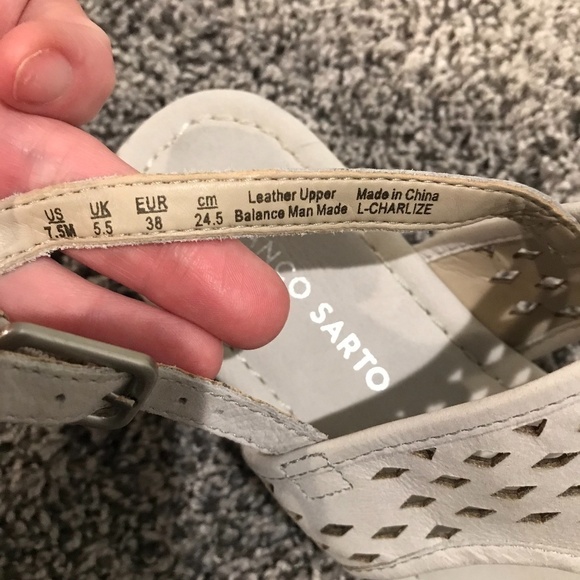 US UK EUR cm Leather Upper Made in China
7.5M 5.5 38 24.5 Balance Man Made L-CHARLIZE
SARTO